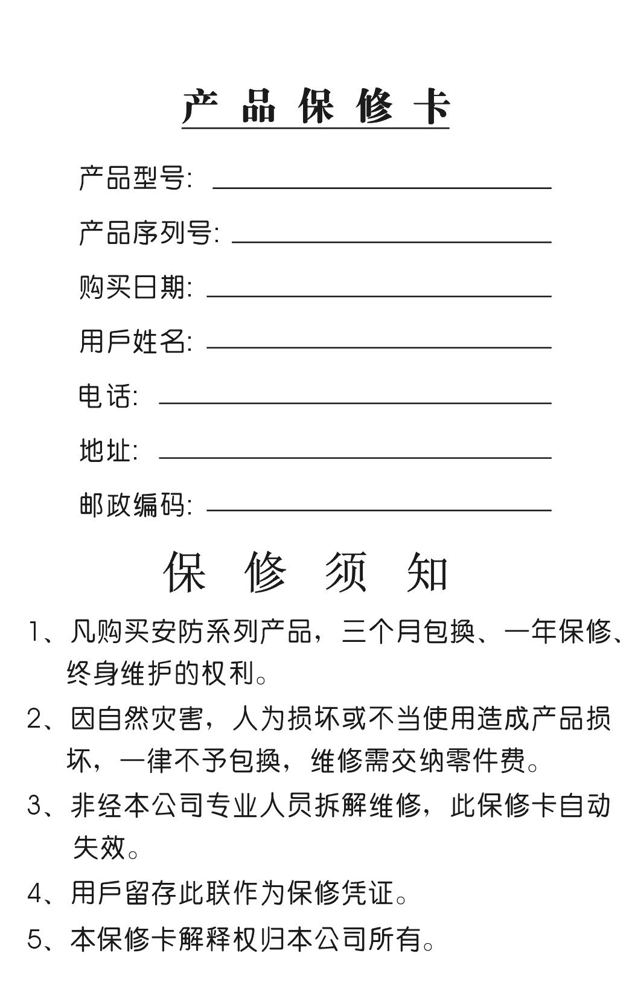 产品保修卡
产品型号:
产品序列号:
购买日期:
用戶姓名:
电话:
地址:
邮政编码:
保修须知
1、凡购买安防系列产品，三个月包换、一年保修、
终身维护的权利。
2、因自然灾害，人为损坏或不当使用造成产品损
坏，一律不予包换，维修需交纳零件费。
3、非经本公司专业人员拆解维修，此保修卡自动
失效。
4、用戶留存此联作为保修凭证。
5、本保修卡解释权归本公司所有。